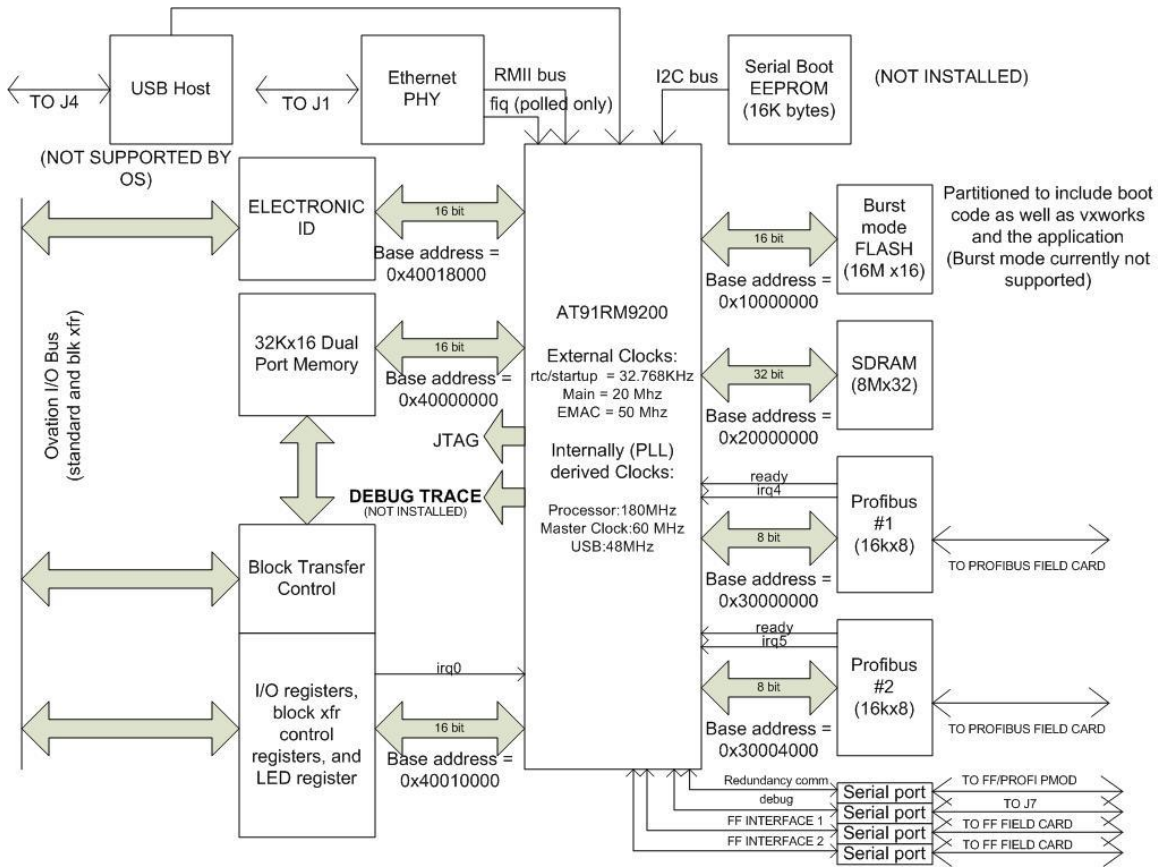 USB Host
TO J4
(NOT SUPPORTED BY
OS)
Ethernet
PHY
TO J1
RMII bus
fiq (polled only)
I2C bus
Serial Boot
EEPROM
(16K bytes)
(NOT INSTALLED)
Ovation I/O Bus
(standard and blk xfr)
ELECTRONIC
ID
16 bit
Base address =
0x40018000
32Kx16 Dual
Port Memory
16 bit
Base address =
0x40000000
JTAG
DEBUG TRACE
(NOT INSTALLED)
Block Transfer
Control
I/O registers,
block xfr
control
registers, and
LED register
irq0
16 bit
Base address =
0x40010000
AT91RM9200
External Clocks:
rtc/startup = 32.768KHz
Main = 20 Mhz
EMAC = 50 Mhz
Internally (PLL)
derived Clocks:
Processor:180MHz
Master Clock:60 MHz
USB:48MHz
16 bit
Base address =
0x10000000
Burst
mode
FLASH
(16M x16)
Partitioned to include boot
code as well as vxworks
and the application
(Burst mode currently not
supported)
32 bit
Base address =
0x20000000
SDRAM
(8Mx32)
ready
irq4
8 bit
Base address =
0x30000000
Profibus
#1
(16kx8)
TO PROFIBUS FIELD CARD
ready
irq5
8 bit
Base address =
0x30004000
Profibus
#2
(16kx8)
TO PROFIBUS FIELD CARD
Redundancy comm.
Serial port
TO FF/PROFI PMOD
debug
Serial port
TO J7
FF INTERFACE 1
Serial port
TO FF FIELD CARD
FF INTERFACE 2
Serial port
TO FF FIELD CARD